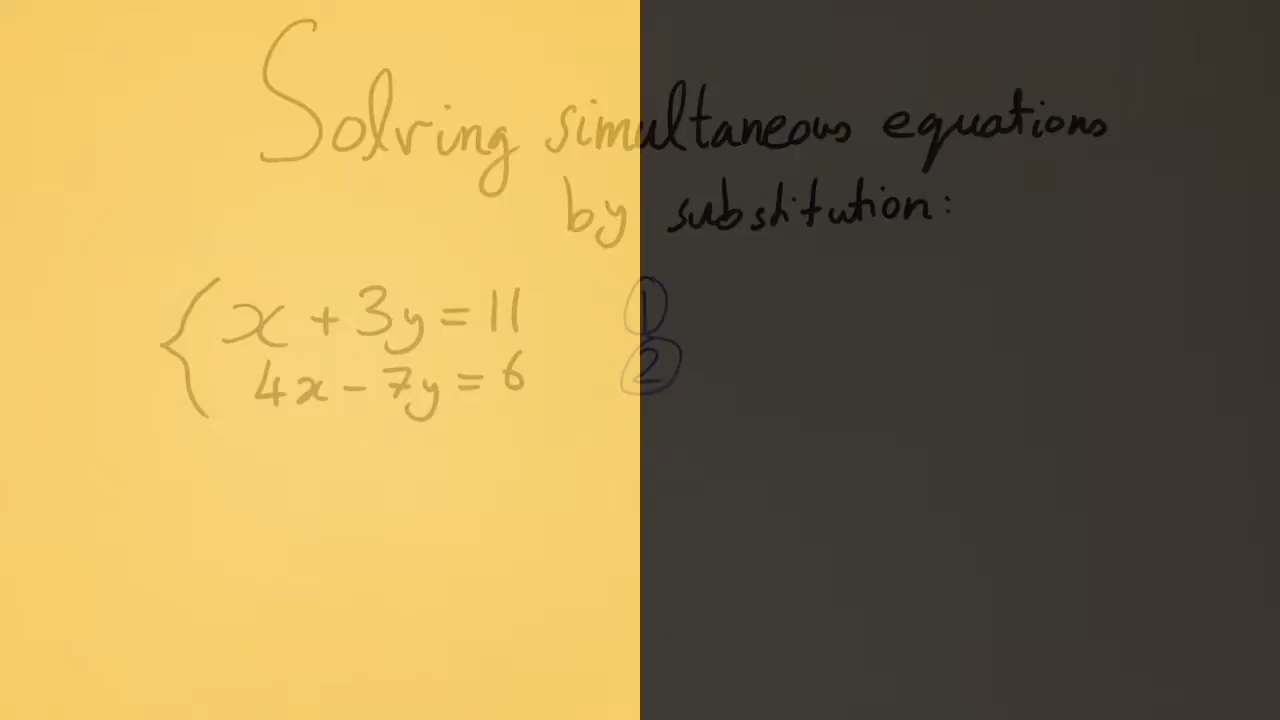 Solving simultaneous equations
by substitution:
{ x + 3y = 11 ①
4x - 7y = 6 ②